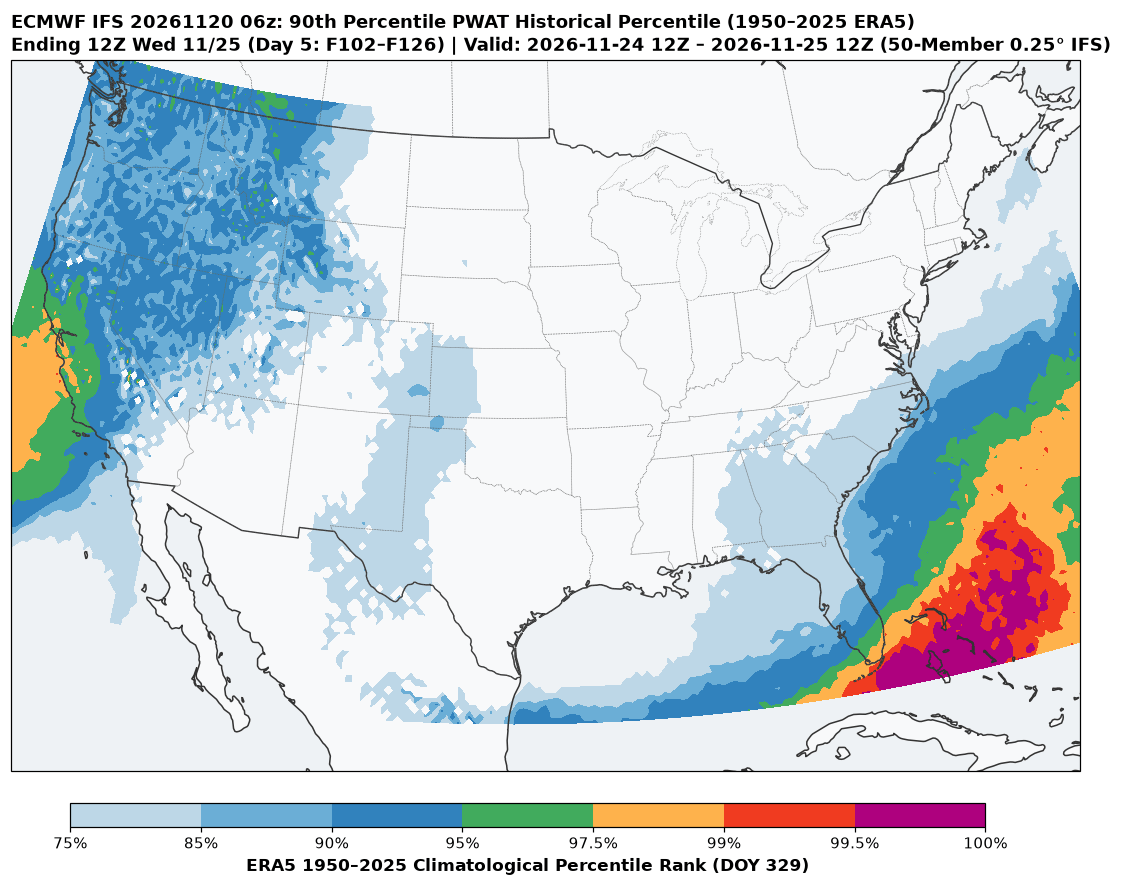 ECMWF IFS 20261120 06z: 90th Percentile PWAT Historical Percentile (1950–2025 ERA5)
Ending 12Z Wed 11/25 (Day 5: F102–F126) | Valid: 2026-11-24 12Z – 2026-11-25 12Z (50-Member 0.25° IFS)
75% 85% 90% 95% 97.5% 99% 99.5% 100%
ERA5 1950–2025 Climatological Percentile Rank (DOY 329)